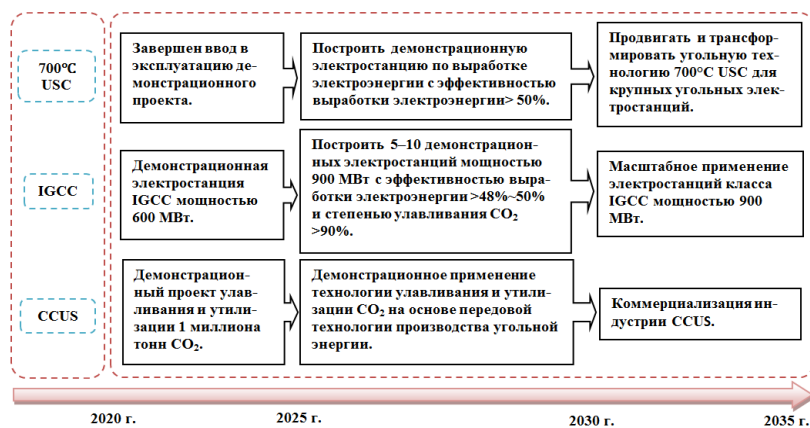 700℃
USC
Завершен ввод в
эксплуатацию де-
монстрационного
проекта.
Построить демонстрационную
электростанцию по выработке
электроэнергии с эффективностью
выработки электроэнергии> 50%.
Продвигать и трансфор-
мировать угольную тех-
нологию 700°C USC для
крупных угольных элек-
тростанций.
IGCC
Демонстрационная
электростанция
IGCC мощностью
600 МВт.
Построить 5–10 демонстрацион-
ных электростанций мощностью
900 МВт с эффективностью выра-
ботки электроэнергии >48%~50%
и степенью улавливания CO₂
>90%.
Масштабное применение
электростанций класса
IGCC мощностью 900
МВт.
CCUS
Демонстрацион-
ный проект улав-
ливания и утили-
зации 1 миллиона
тонн CO₂.
Демонстрационное применение
технологии улавливания и утили-
зации CO₂ на основе передовой
технологии производства угольной
энергии.
Коммерциализация ин-
дустрии CCUS.
2020 г.
2025 г.
2030 г.
2035 г.